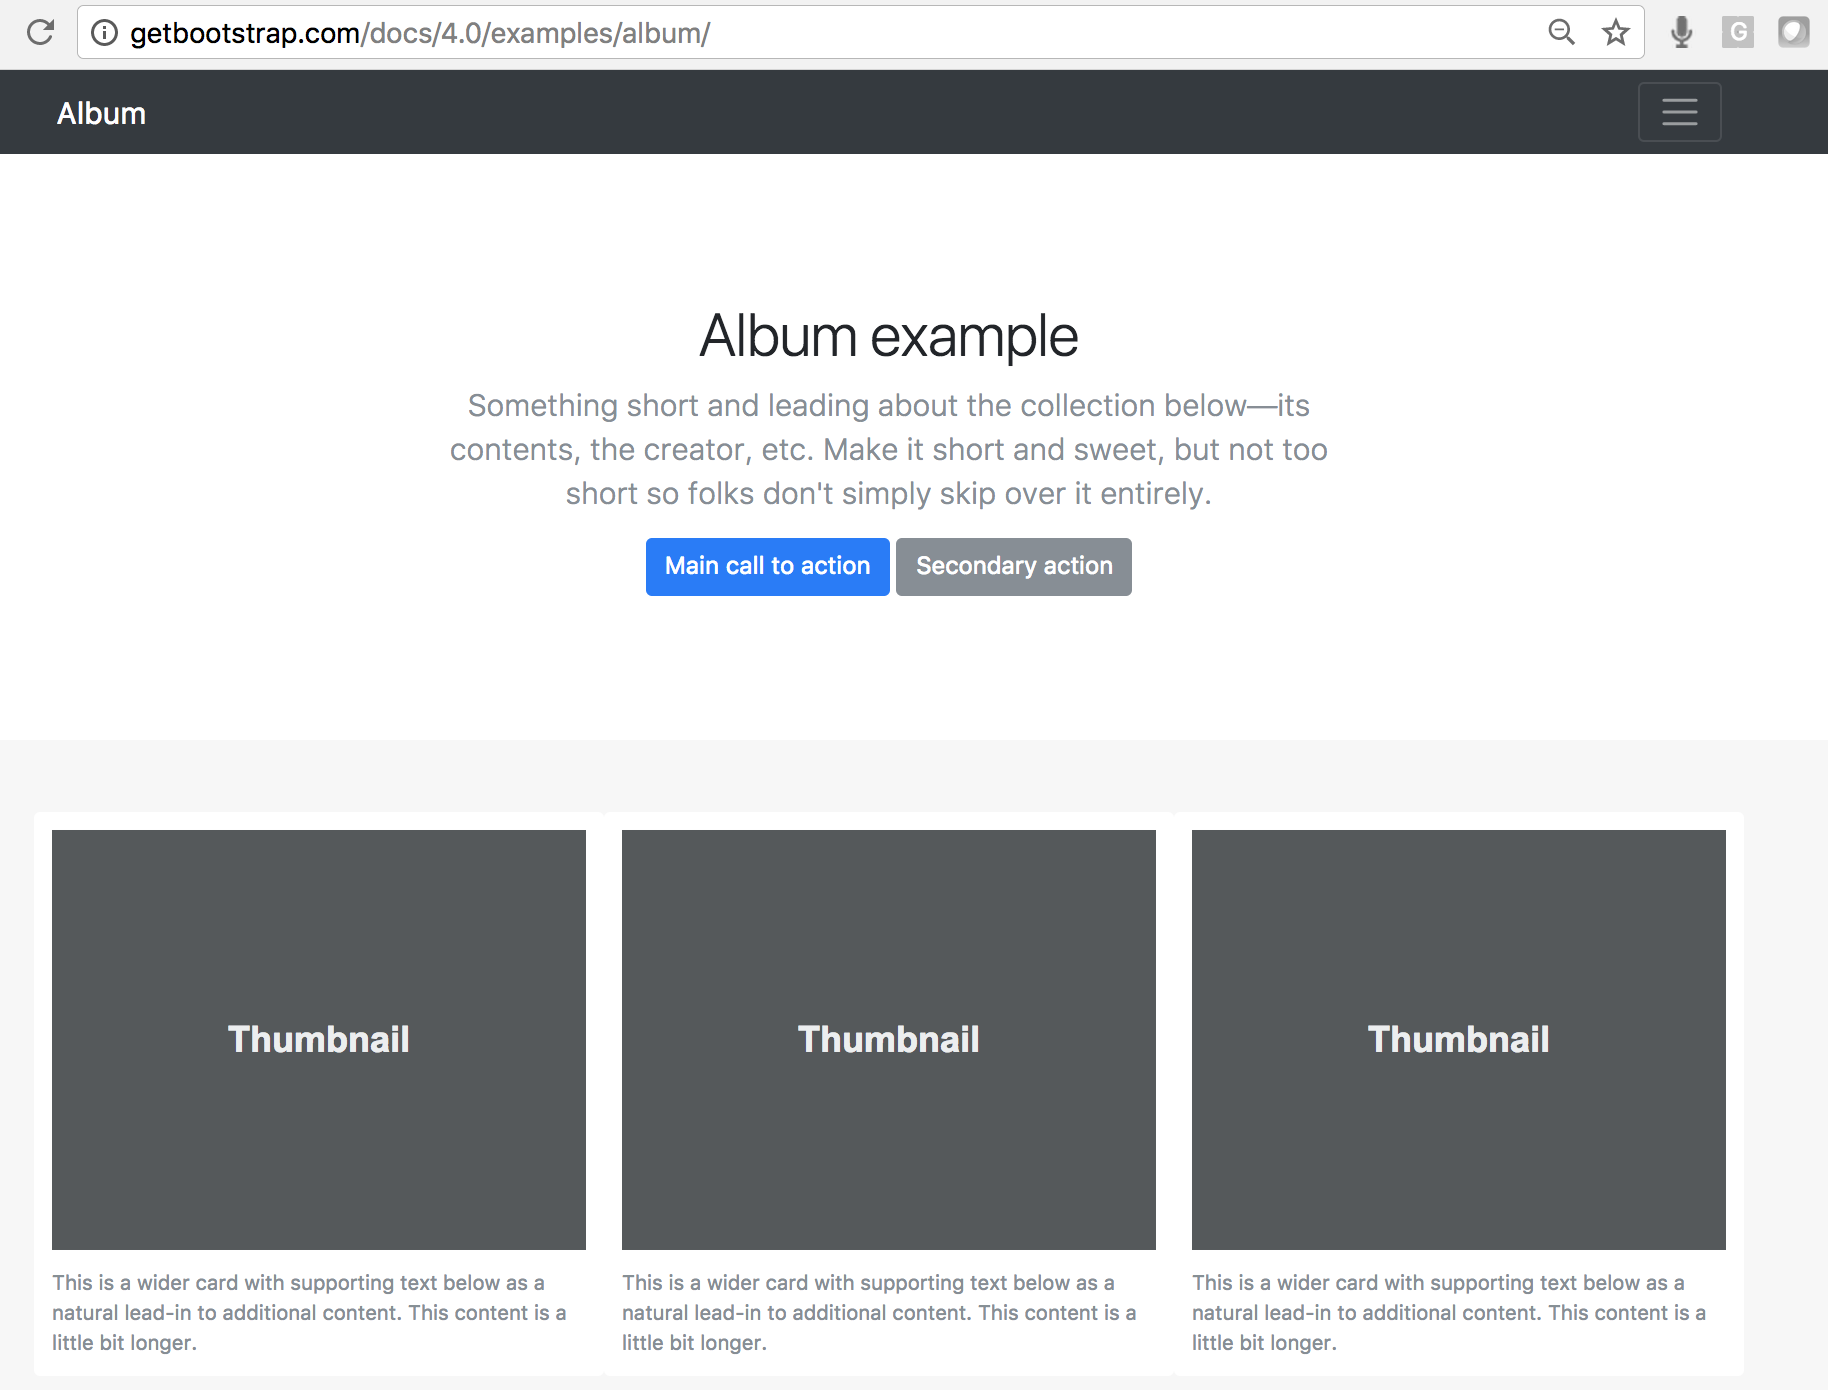 getbootstrap.com/docs/4.0/examples/album/
G
Album
Album example
Something short and leading about the collection below—its
contents, the creator, etc. Make it short and sweet, but not too
short so folks don't simply skip over it entirely.
Main call to action
Secondary action
Thumbnail
This is a wider card with supporting text below as a
natural lead-in to additional content. This content is a
little bit longer.
Thumbnail
This is a wider card with supporting text below as a
natural lead-in to additional content. This content is a
little bit longer.
Thumbnail
This is a wider card with supporting text below as a
natural lead-in to additional content. This content is a
little bit longer.